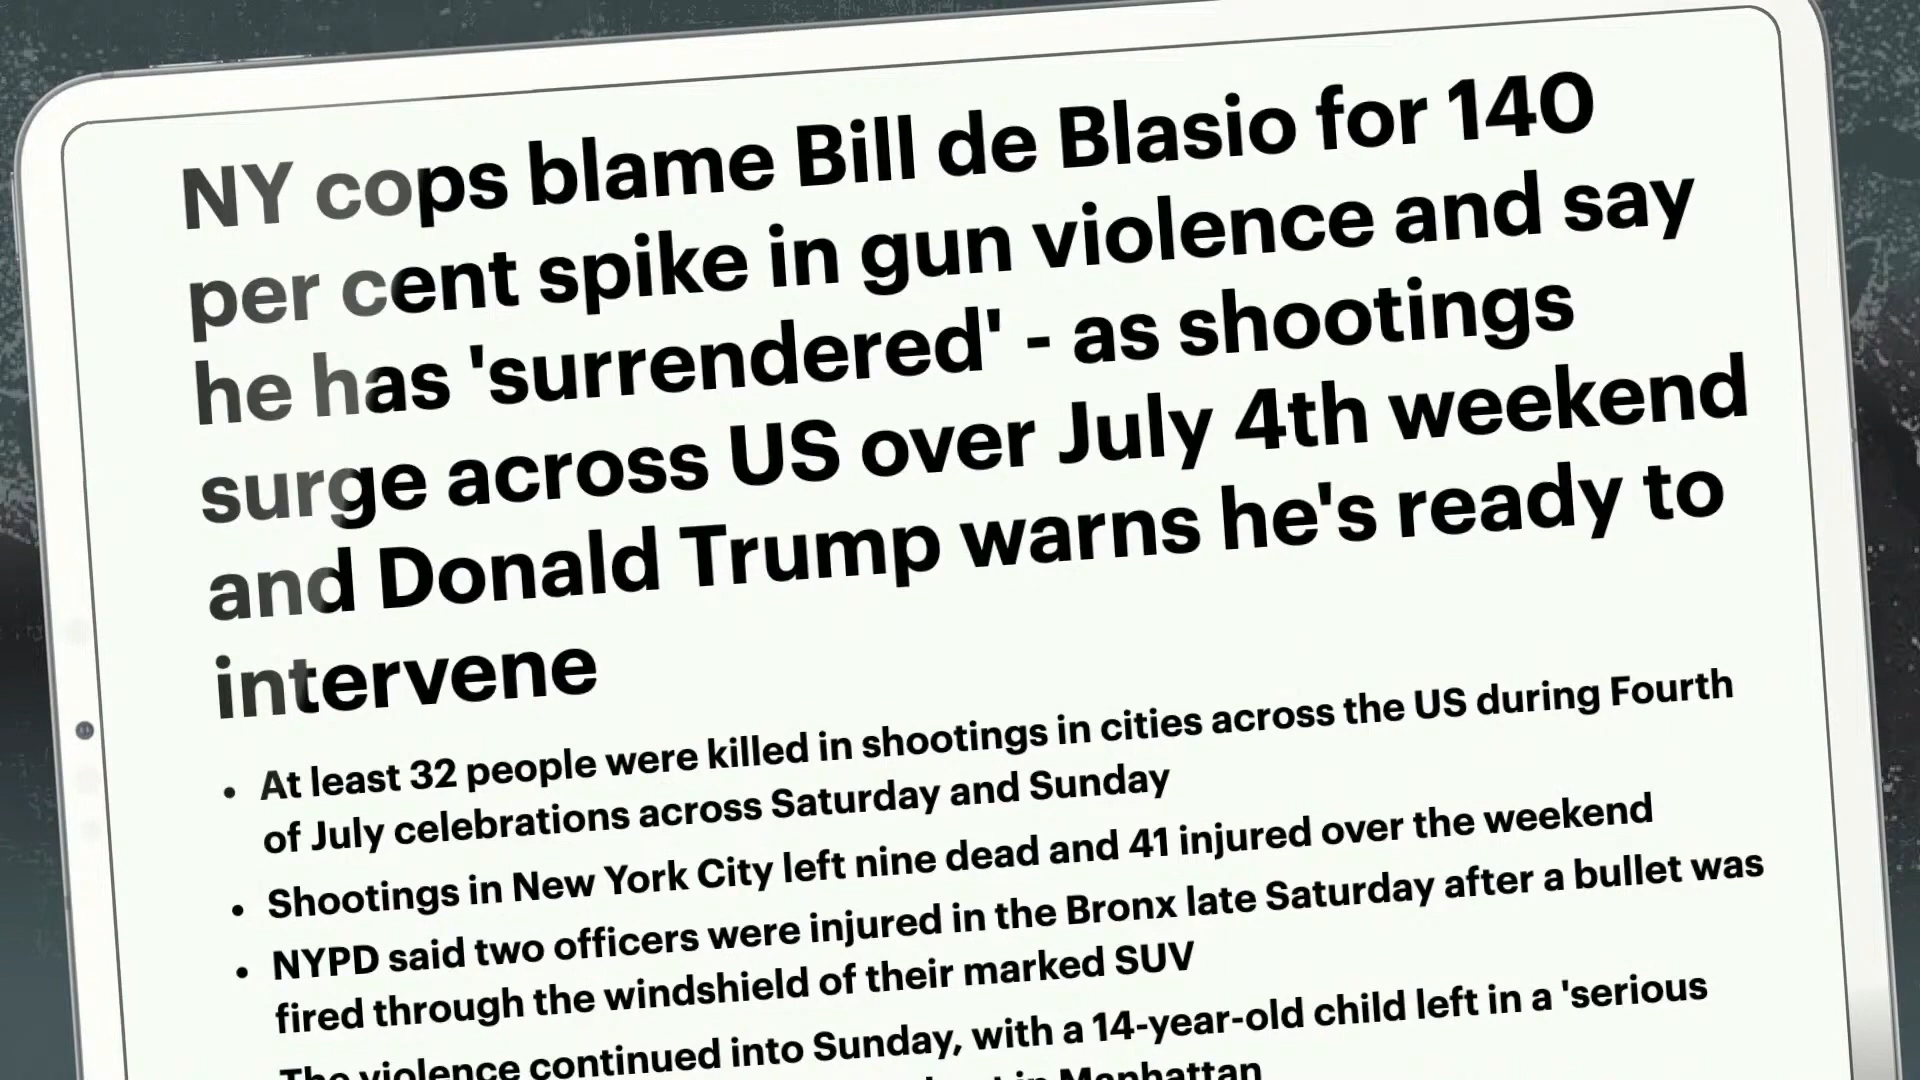 NY cops blame Bill de Blasio for 140
per cent spike in gun violence and say
he has 'surrendered' - as shootings
surge across US over July 4th weekend
and Donald Trump warns he's ready to
intervene
• At least 32 people were killed in shootings in cities across the US during Fourth
of July celebrations across Saturday and Sunday
• Shootings in New York City left nine dead and 41 injured over the weekend
• NYPD said two officers were injured in the Bronx late Saturday after a bullet was
fired through the windshield of their marked SUV
The violence continued into Sunday, with a 14-year-old child left in a 'serious
in Manhattan